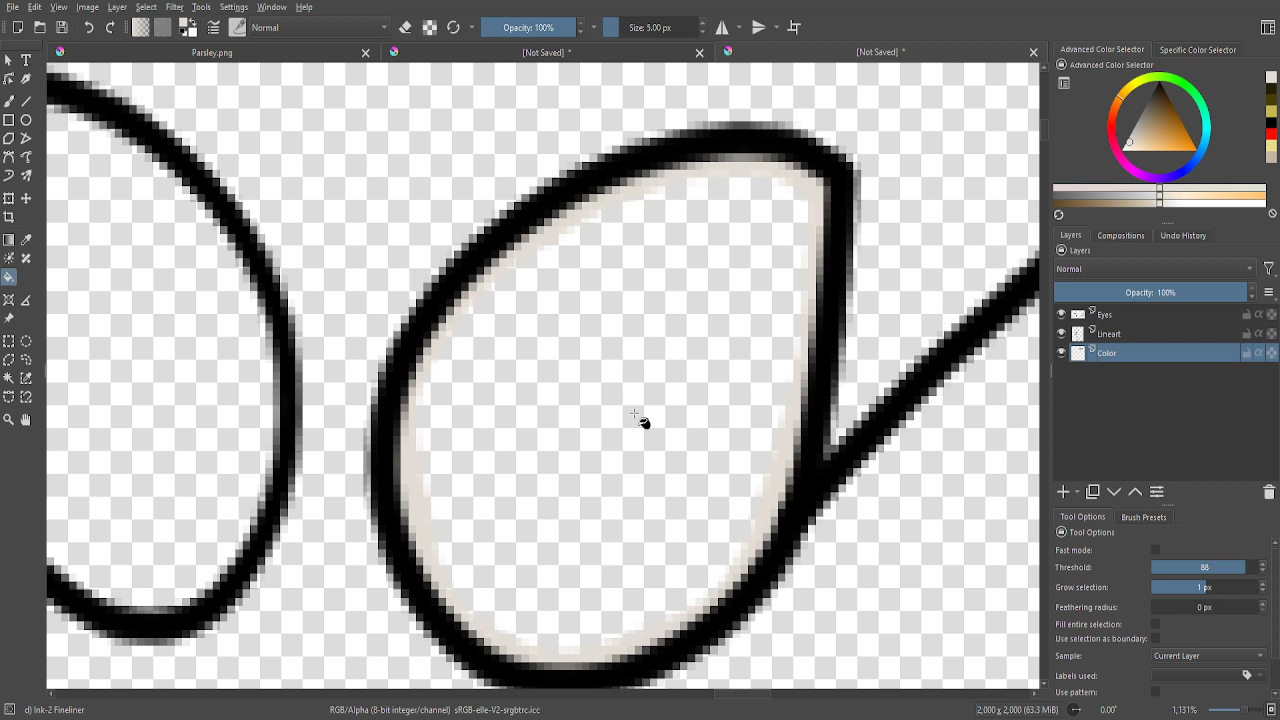 File Edit View Image Layer Select Filter Tools Settings Window Help
Normal Opacity: 100% Size: 5.00 px
Parsley.png [Not Saved] * [Not Saved] *
Advanced Color Selector Specific Color Selector
Advanced Color Selector
Layers Compositions Undo History
Layers
Normal
Opacity: 100%
Eyes
Lineart
Color
Tool Options Brush Presets
Tool Options
Fast mode:
Threshold: 88
Grow selection: 1 px
Feathering radius: 0 px
Fill entire selection:
Use selection as boundary:
Sample: Current Layer
Labels used:
Use pattern:
d) Ink-2 Fineliner RGB/Alpha (8-bit integer/channel) sRGB-elle-V2-srgbtrc.icc 2,000 x 2,000 (63.3 MiB) 0.00° 1,131%